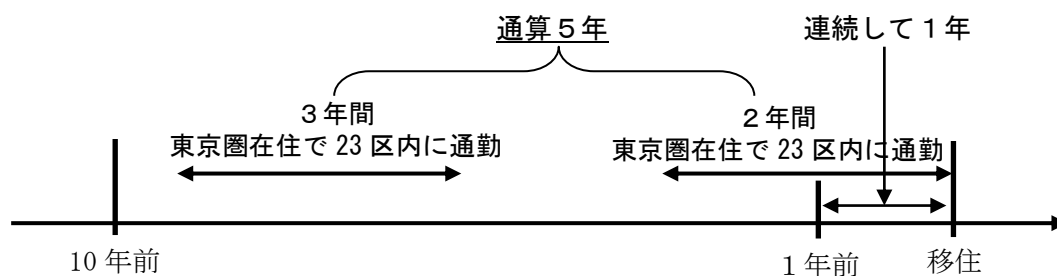 通算５年
連続して１年
３年間
東京圏在住で 23 区内に通勤
２年間
東京圏在住で 23 区内に通勤
10 年前
１年前
移住